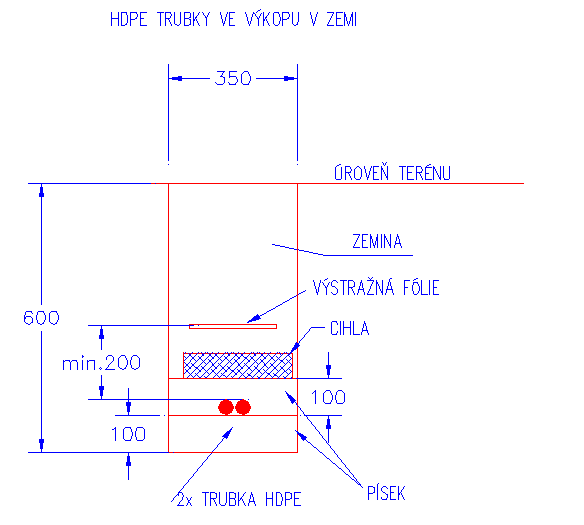 HDPE TRUBKY VE VÝKOPU V ZEMI
350
ÚROVEŇ TERÉNU
ZEMINA
VÝSTRAŽNÁ FÓLIE
600
CIHLA
min.200
100
100
PÍSEK
2x TRUBKA HDPE